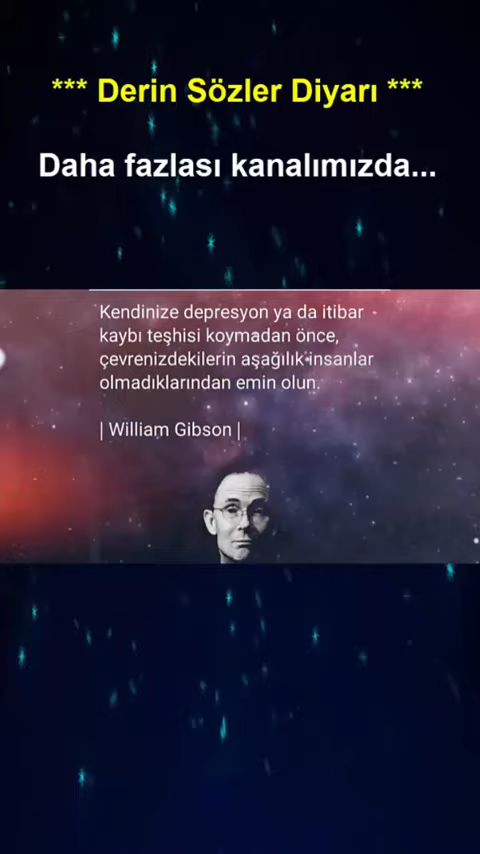 *** Derin Sözler Diyarı ***
Daha fazlası kanalımızda...
Kendinize depresyon ya da itibar
kaybı teşhisi koymadan önce,
çevrenizdekilerin aşağılık insanlar
olmadıklarından emin olun.
| William Gibson |